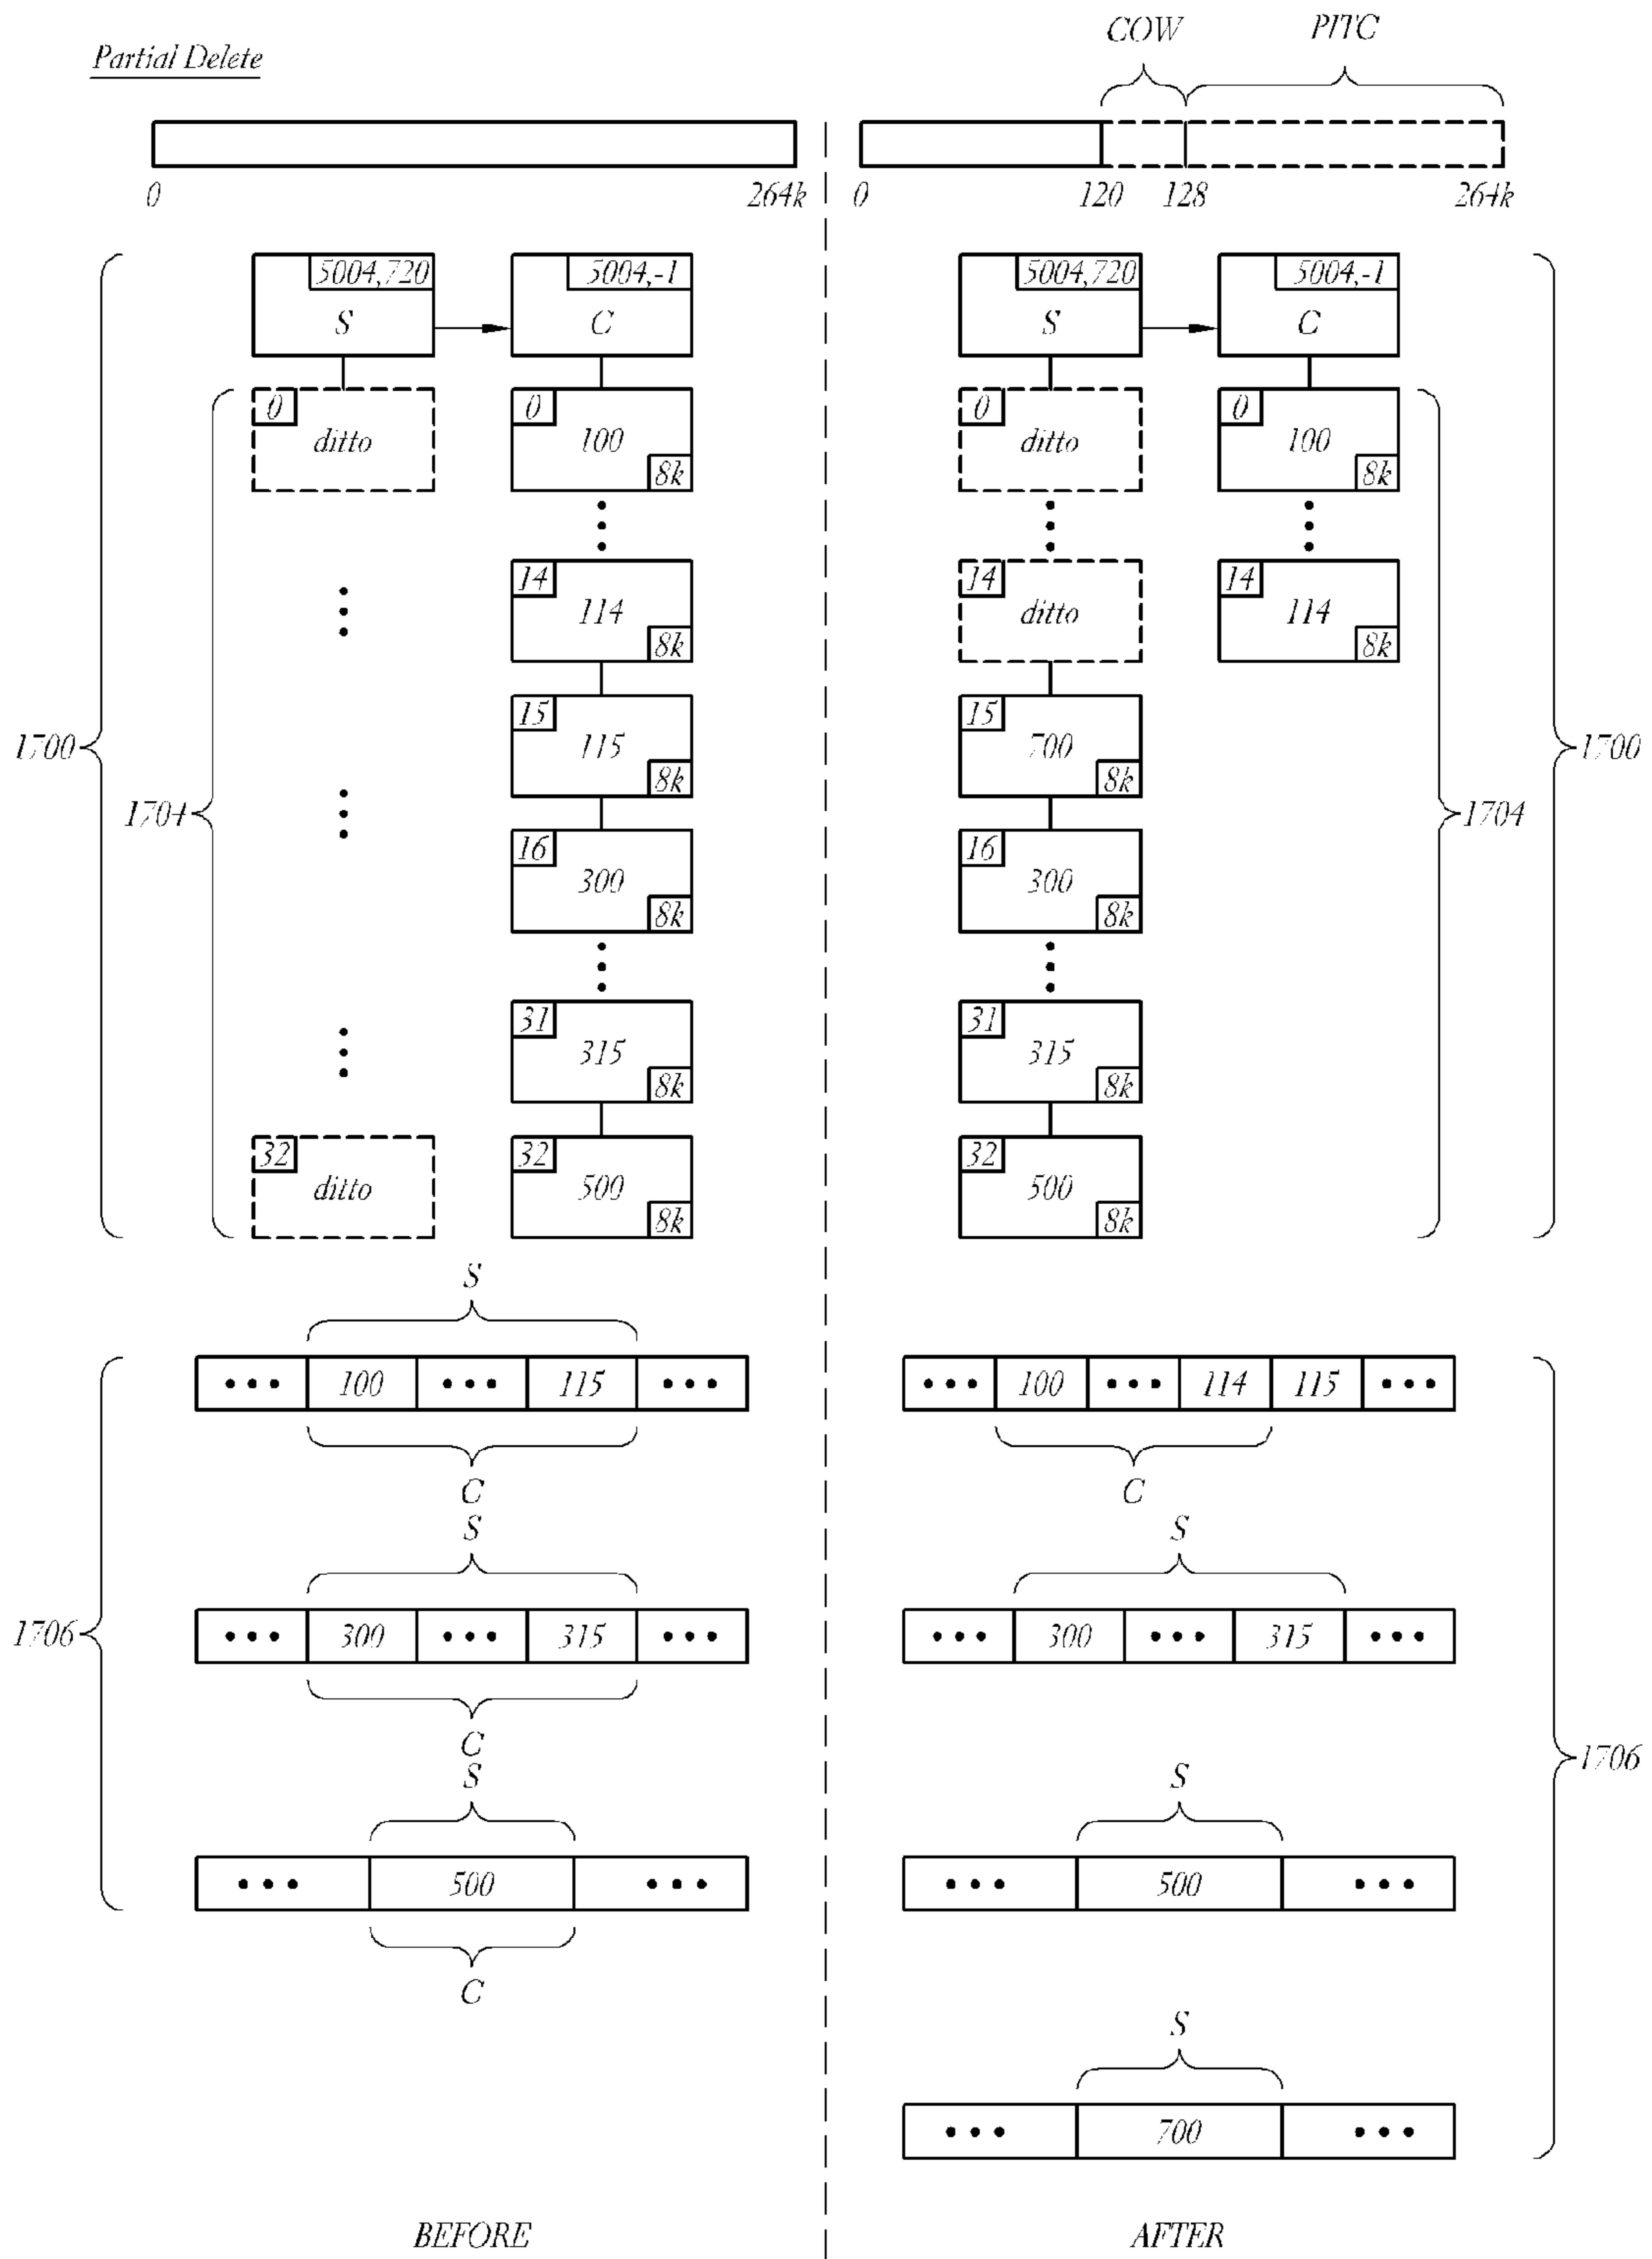 Partial Delete
COW PITC
0 264k 0 120 128 264k
5004,720 5004,-1 5004,720 5004,-1
S C S C
0 0 0 0
ditto 100 ditto 100
8k 8k
14 14 14
114 ditto 114
8k 8k
15 15
115 700
1700 1700
8k 8k
1704 1704
16 16
300 300
8k 8k
31 31
315 315
8k 8k
32 32 32
ditto 500 500
8k 8k
S
100 115 100 114 115
C C
S S
1706 300 315 300 315
C
S S
1706
500 500
C
S
700
BEFORE AFTER